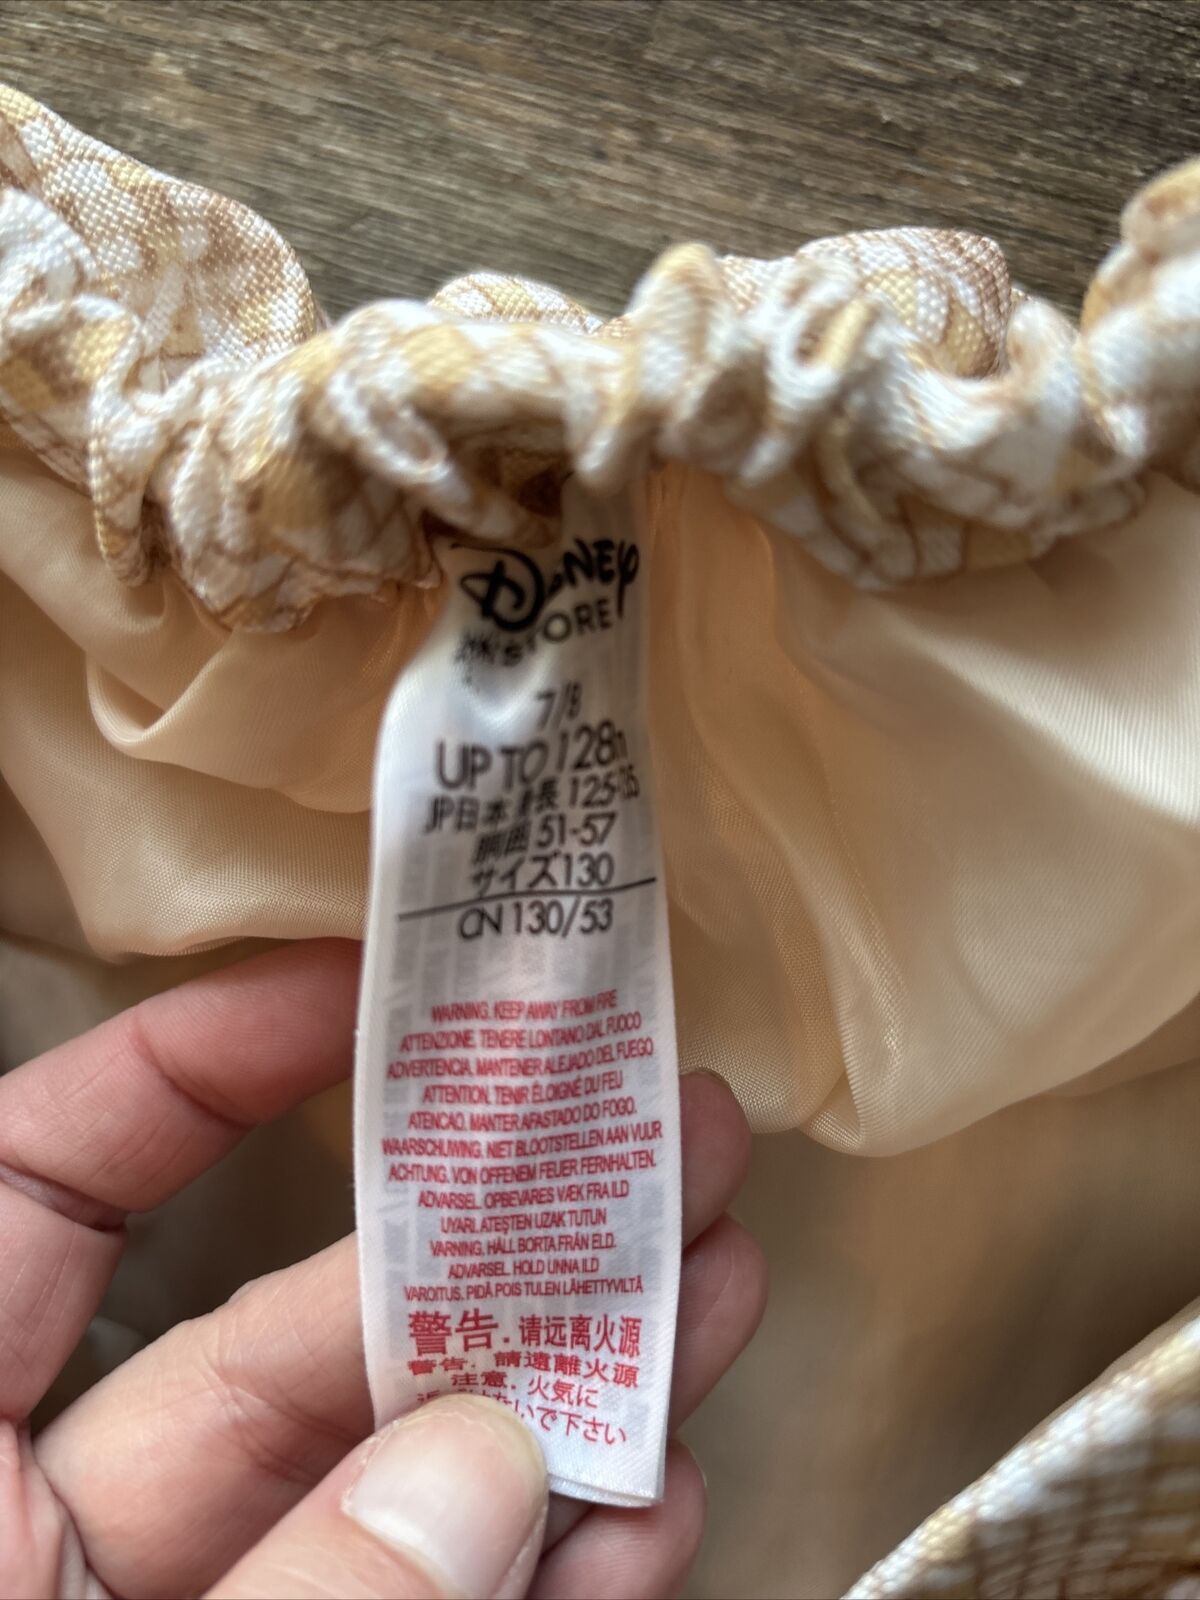 Disney
STORE
7/8
UP TO 128
JP日本 身長 125-135
胴囲 51-57
サイズ130
CN 130/53
WARNING. KEEP AWAY FROM FIRE
ATTENZIONE. TENERE LONTANO DAL FUOCO
ADVERTENCIA. MANTENER ALEJADO DEL FUEGO
ATTENTION. TENIR ÉLOIGNÉ DU FEU
ATENCAO. MANTER AFASTADO DO FOGO.
WAARSCHUWING. NIET BLOOTSTELLEN AAN VUUR
ACHTUNG. VON OFFENEM FEUER FERNHALTEN.
ADVARSEL. OPBEVARES VÆK FRA ILD
UYARI. ATEŞTEN UZAK TUTUN
VARNING. HÅLL BORTA FRÅN ELD.
ADVARSEL. HOLD UNNA ILD
VAROITUS. PIDÄ POIS TULEN LÄHETTYVILTÄ
警告. 请远离火源
警告. 請遠離火源
注意. 火気に
いで下さい